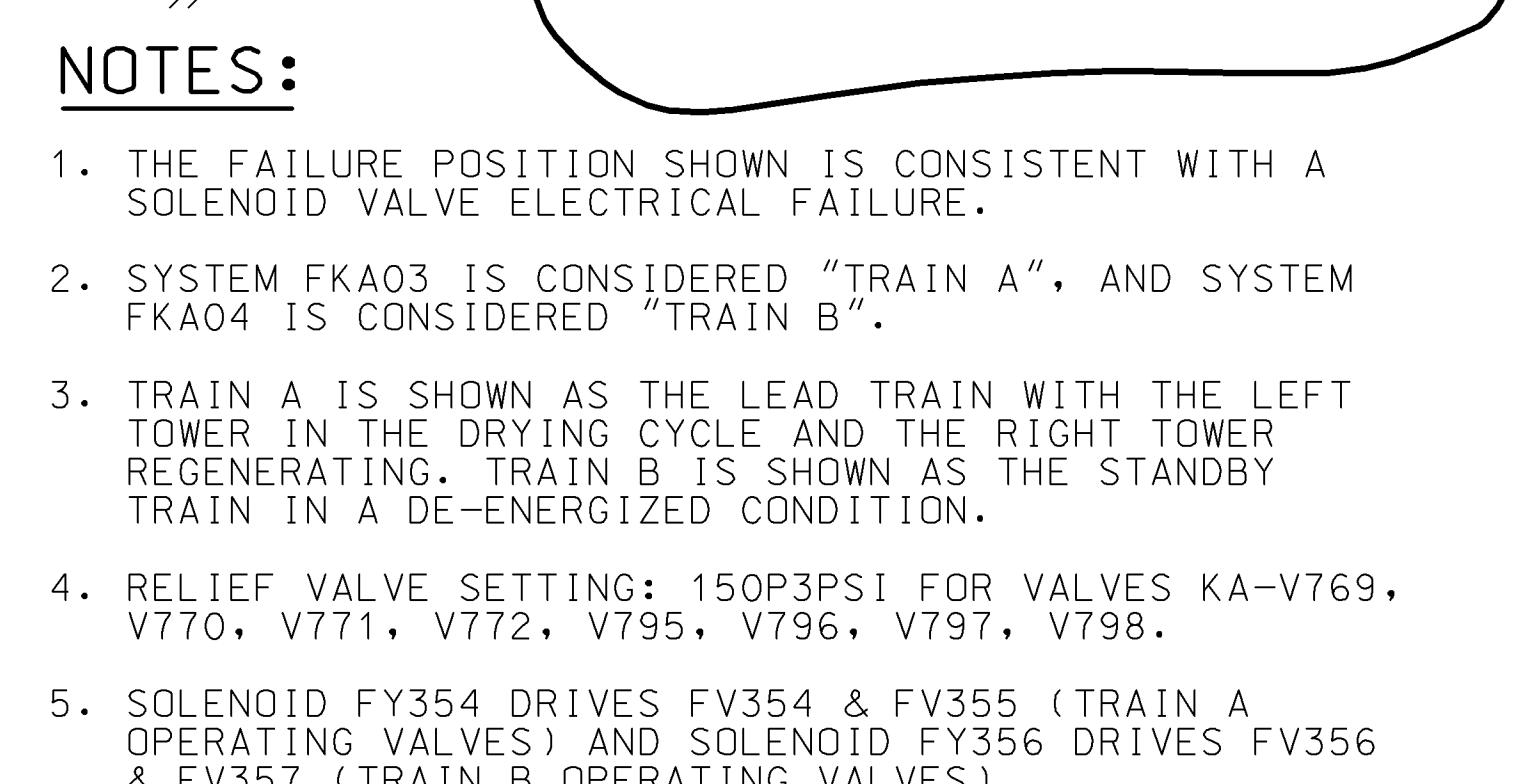 NOTES:
1. THE FAILURE POSITION SHOWN IS CONSISTENT WITH A
SOLENOID VALVE ELECTRICAL FAILURE.
2. SYSTEM FKA03 IS CONSIDERED "TRAIN A", AND SYSTEM
FKA04 IS CONSIDERED "TRAIN B".
3. TRAIN A IS SHOWN AS THE LEAD TRAIN WITH THE LEFT
TOWER IN THE DRYING CYCLE AND THE RIGHT TOWER
REGENERATING. TRAIN B IS SHOWN AS THE STANDBY
TRAIN IN A DE-ENERGIZED CONDITION.
4. RELIEF VALVE SETTING: 150P3PSI FOR VALVES KA-V769,
V770, V771, V772, V795, V796, V797, V798.
5. SOLENOID FY354 DRIVES FV354 & FV355 (TRAIN A
OPERATING VALVES) AND SOLENOID FY356 DRIVES FV356
& FV357 (TRAIN B OPERATING VALVES)